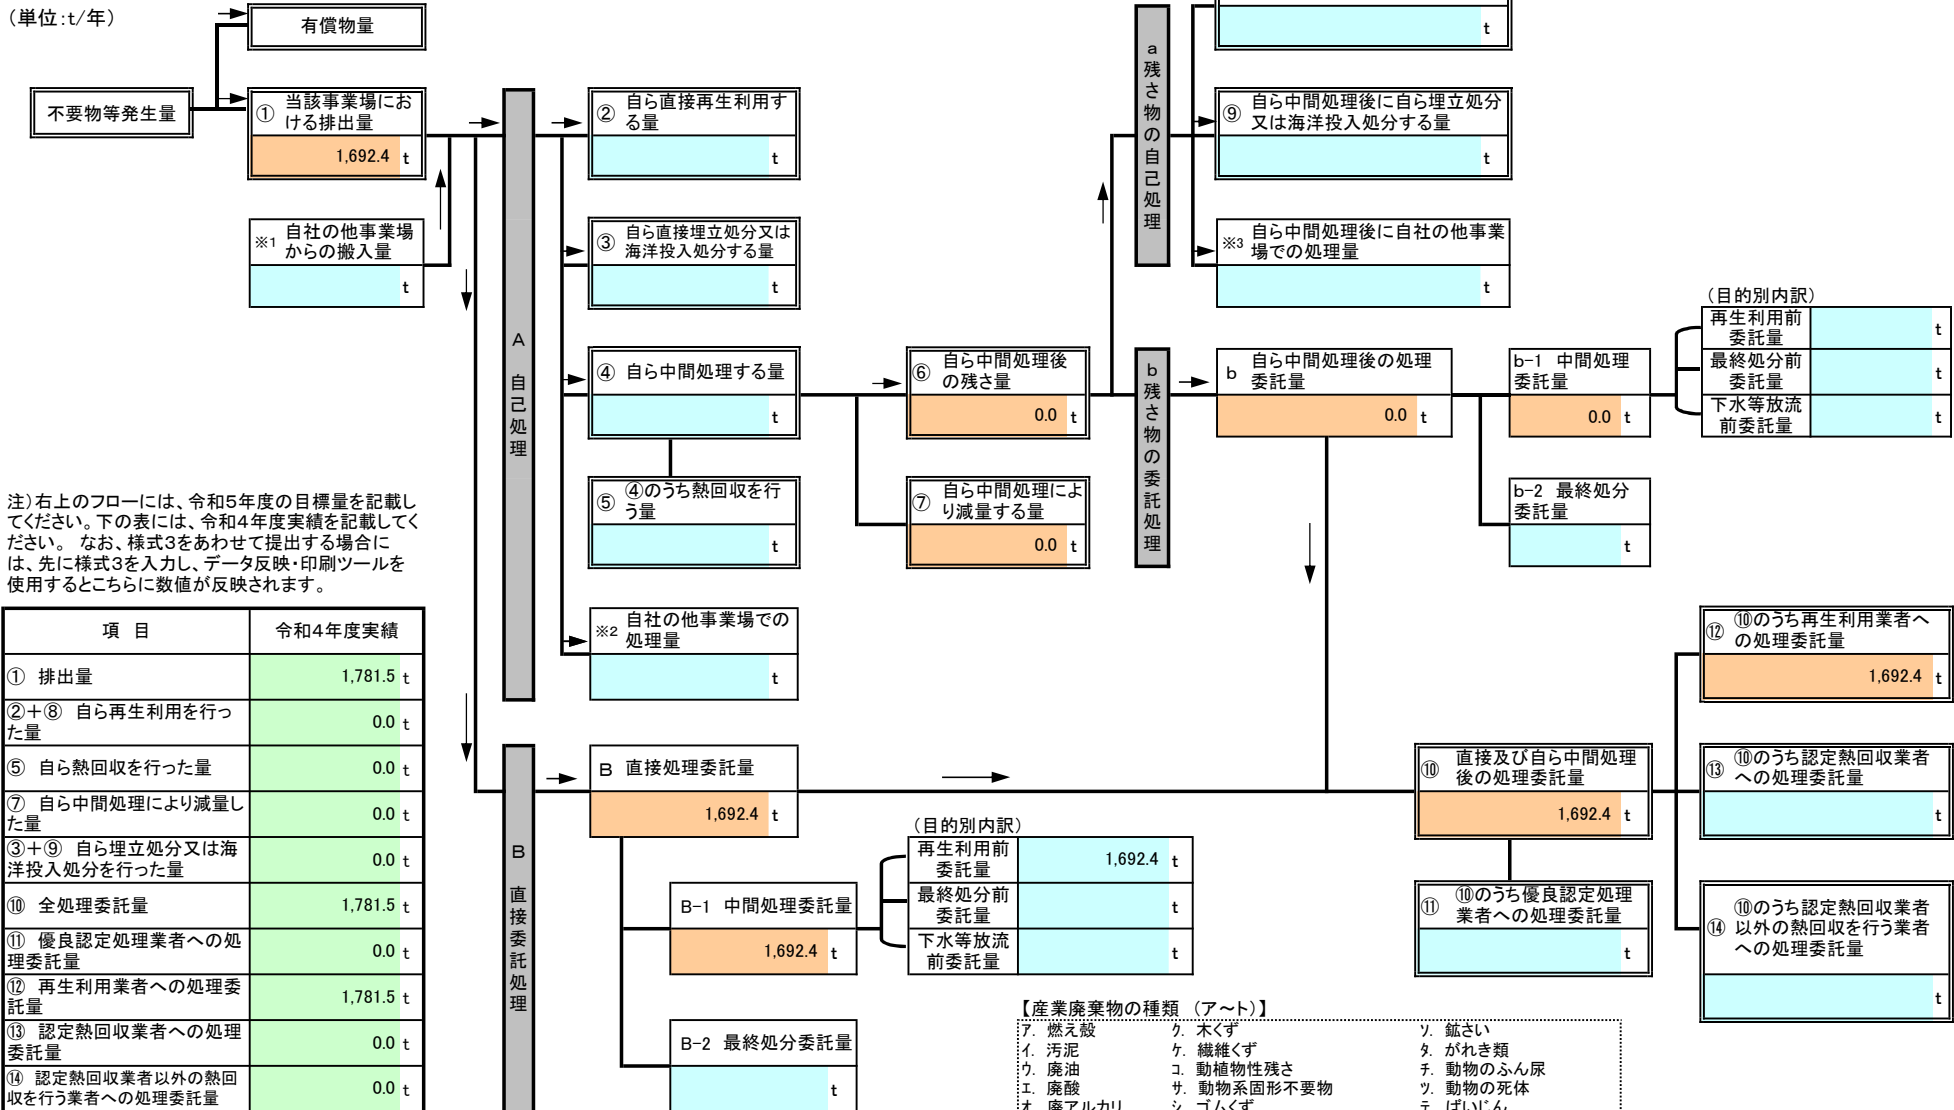 (単位:t/年)
有償物量
不要物等発生量
① 当該事業場にお
ける排出量
1,692.4 t
※1 自社の他事業場
からの搬入量
t
A 自己処理
② 自ら直接再生利用す
る量
t
③ 自ら直接埋立処分又は
海洋投入処分する量
t
④ 自ら中間処理する量
t
⑤ ④のうち熱回収を行
う量
t
※2 自社の他事業場での
処理量
t
⑥ 自ら中間処理後
の残さ量
0.0 t
⑦ 自ら中間処理によ
り減量する量
0.0 t
a 残さ物の自己処理
t
⑨ 自ら中間処理後に自ら埋立処分
又は海洋投入処分する量
t
※3 自ら中間処理後に自社の他事業
場での処理量
t
b 残さ物の委託処理
b 自ら中間処理後の処理
委託量
0.0 t
b-1 中間処理
委託量
0.0 t
b-2 最終処分
委託量
t
(目的別内訳)
再生利用前
委託量
t
最終処分前
委託量
t
下水等放流
前委託量
t
注)右上のフローには、令和5年度の目標量を記載し
てください。下の表には、令和4年度実績を記載してく
ださい。 なお、様式3をあわせて提出する場合に
は、先に様式3を入力し、データ反映・印刷ツールを
使用するとこちらに数値が反映されます。
項 目 令和4年度実績
① 排出量 1,781.5 t
②+⑧ 自ら再生利用を行っ
た量
0.0 t
⑤ 自ら熱回収を行った量 0.0 t
⑦ 自ら中間処理により減量し
た量
0.0 t
③+⑨ 自ら埋立処分又は海
洋投入処分を行った量
0.0 t
⑩ 全処理委託量 1,781.5 t
⑪ 優良認定処理業者への処
理委託量
0.0 t
⑫ 再生利用業者への処理委
託量
1,781.5 t
⑬ 認定熱回収業者への処理
委託量
0.0 t
⑭ 認定熱回収業者以外の熱回
収を行う業者への処理委託量
0.0 t
B 直接委託処理
B 直接処理委託量
1,692.4 t
B-1 中間処理委託量
1,692.4 t
B-2 最終処分委託量
t
(目的別内訳)
再生利用前
委託量
1,692.4 t
最終処分前
委託量
t
下水等放流
前委託量
t
⑩ 直接及び自ら中間処理
後の処理委託量
1,692.4 t
⑪ ⑩のうち優良認定処理
業者への処理委託量
t
⑫ ⑩のうち再生利用業者へ
の処理委託量
1,692.4 t
⑬ ⑩のうち認定熱回収業者
への処理委託量
t
⑭ ⑩のうち認定熱回収業者
以外の熱回収を行う業者
への処理委託量
t
【産業廃棄物の種類 (ア～ト)】
ア. 燃え殻 ク. 木くず ソ. 鉱さい
イ. 汚泥 ケ. 繊維くず タ. がれき類
ウ. 廃油 コ. 動植物性残さ チ. 動物のふん尿
エ. 廃酸 サ. 動物系固形不要物 ツ. 動物の死体
オ. 廃アルカリ シ. ゴムくず テ. ばいじん